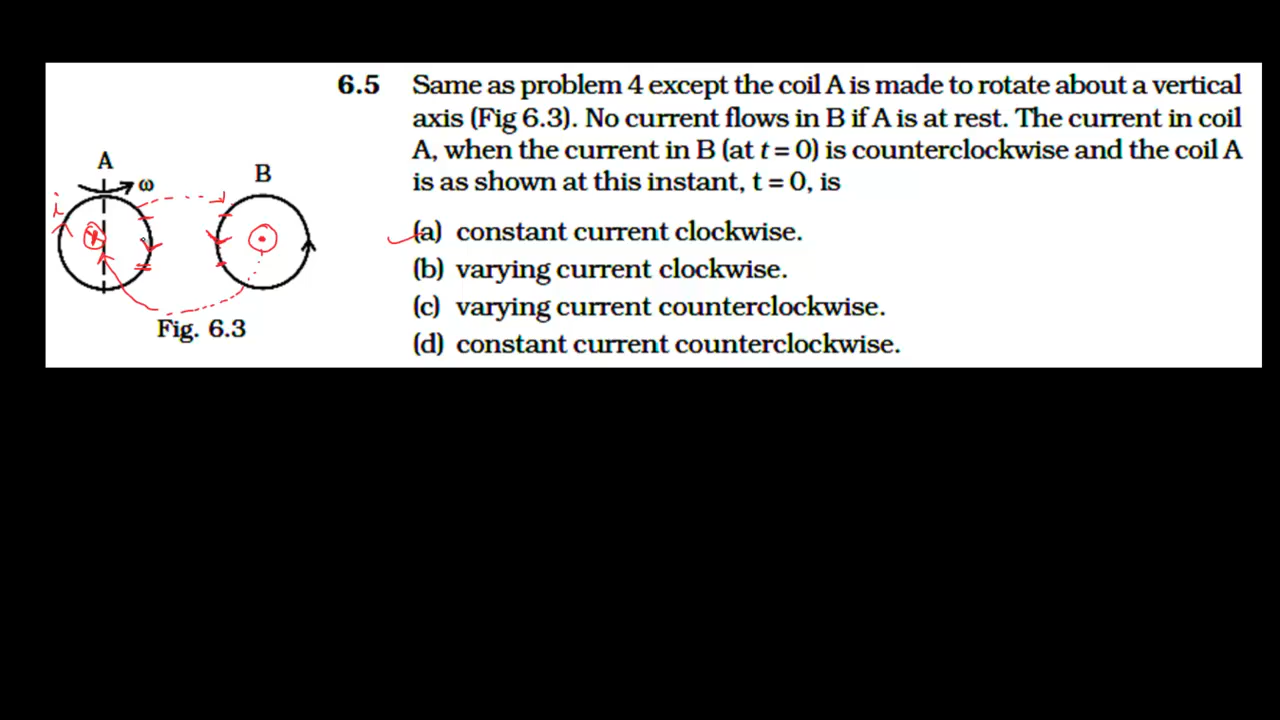 6.5 Same as problem 4 except the coil A is made to rotate about a vertical
axis (Fig 6.3). No current flows in B if A is at rest. The current in coil
A, when the current in B (at t = 0) is counterclockwise and the coil A
is as shown at this instant, t = 0, is
(a) constant current clockwise.
(b) varying current clockwise.
(c) varying current counterclockwise.
(d) constant current counterclockwise.
A
ω
B
i
Fig. 6.3